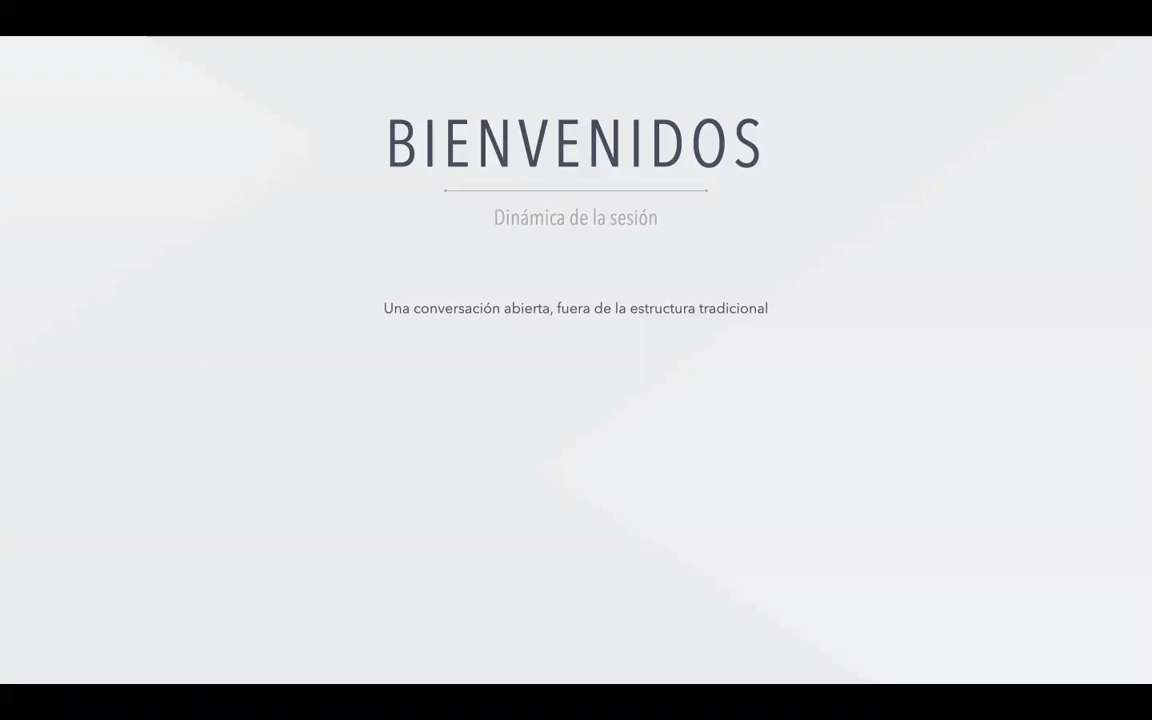 BIENVENIDOS
Dinámica de la sesión
Una conversación abierta, fuera de la estructura tradicional